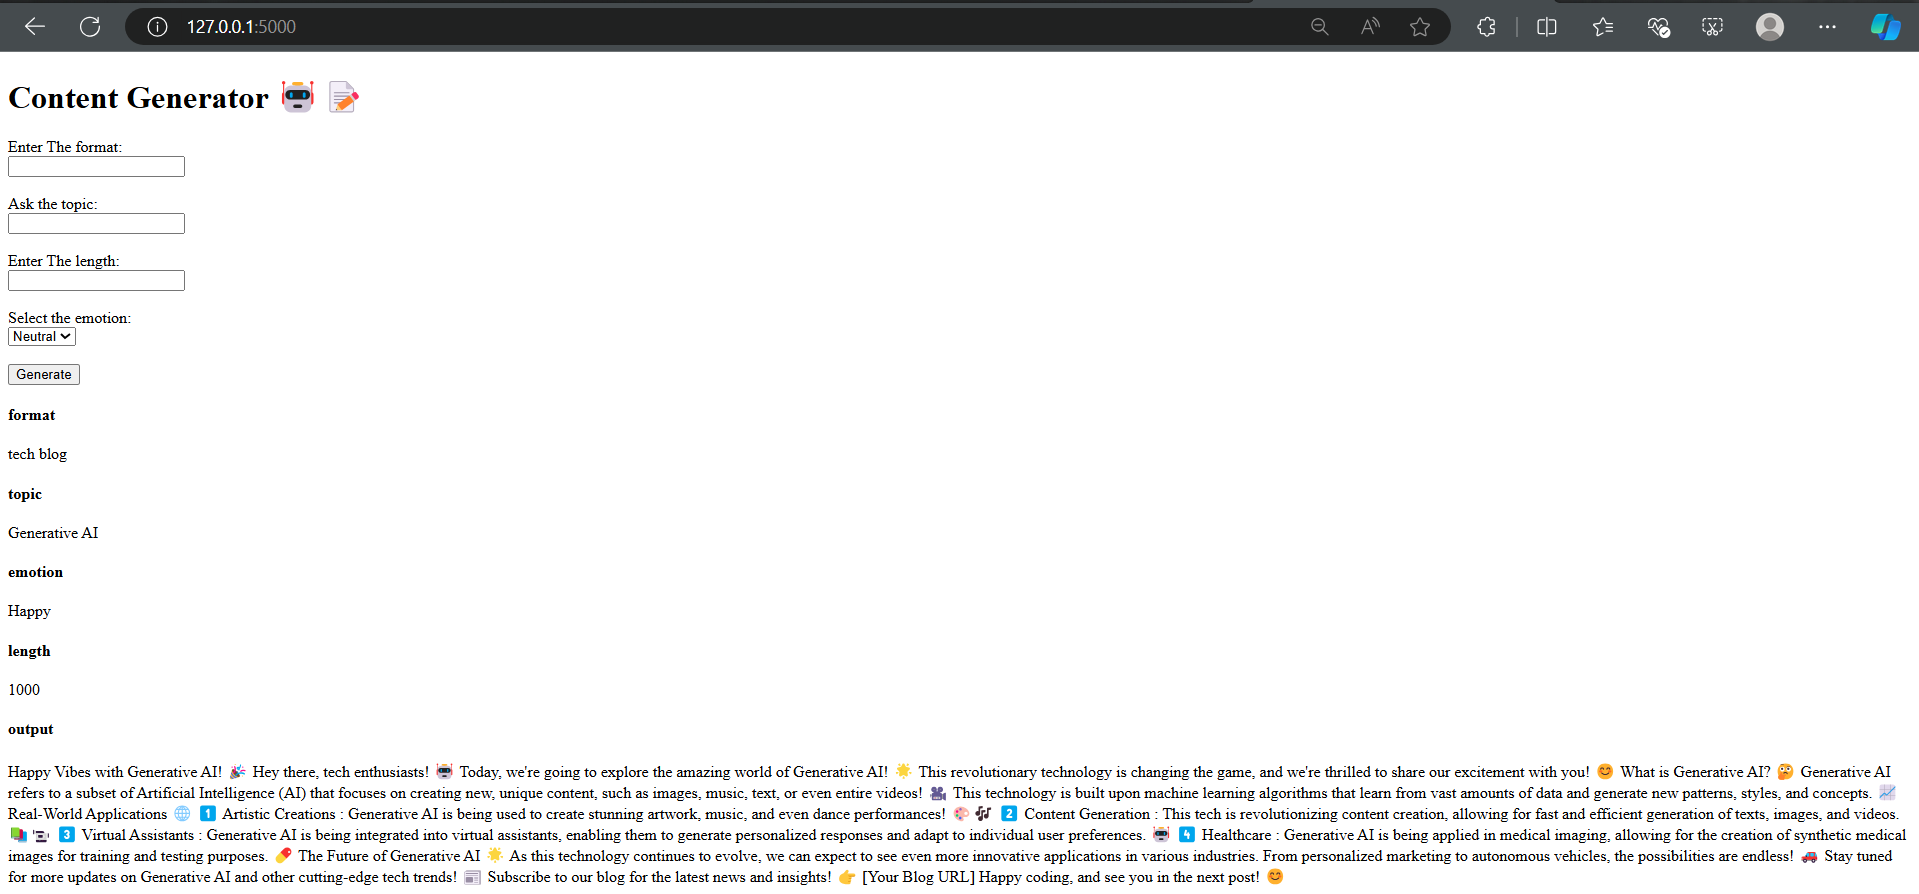 127.0.0.1:5000
Content Generator 🤖 📝
Enter The format:
Ask the topic:
Enter The length:
Select the emotion:
Neutral
Generate
format
tech blog
topic
Generative AI
emotion
Happy
length
1000
output
Happy Vibes with Generative AI! 🎉 Hey there, tech enthusiasts! 🤖 Today, we're going to explore the amazing world of Generative AI! 🌟 This revolutionary technology is changing the game, and we're thrilled to share our excitement with you! 😊 What is Generative AI? 🤔 Generative AI
refers to a subset of Artificial Intelligence (AI) that focuses on creating new, unique content, such as images, music, text, or even entire videos! 🎥 This technology is built upon machine learning algorithms that learn from vast amounts of data and generate new patterns, styles, and concepts. 📈
Real-World Applications 🌐 1️⃣ Artistic Creations : Generative AI is being used to create stunning artwork, music, and even dance performances! 🎨 🎶 2️⃣ Content Generation : This tech is revolutionizing content creation, allowing for fast and efficient generation of texts, images, and videos.
📚 📹 3️⃣ Virtual Assistants : Generative AI is being integrated into virtual assistants, enabling them to generate personalized responses and adapt to individual user preferences. 🤖 4️⃣ Healthcare : Generative AI is being applied in medical imaging, allowing for the creation of synthetic medical
images for training and testing purposes. 💊 The Future of Generative AI 🌟 As this technology continues to evolve, we can expect to see even more innovative applications in various industries. From personalized marketing to autonomous vehicles, the possibilities are endless! 🚗 Stay tuned
for more updates on Generative AI and other cutting-edge tech trends! 📰 Subscribe to our blog for the latest news and insights! 👉 [Your Blog URL] Happy coding, and see you in the next post! 😊